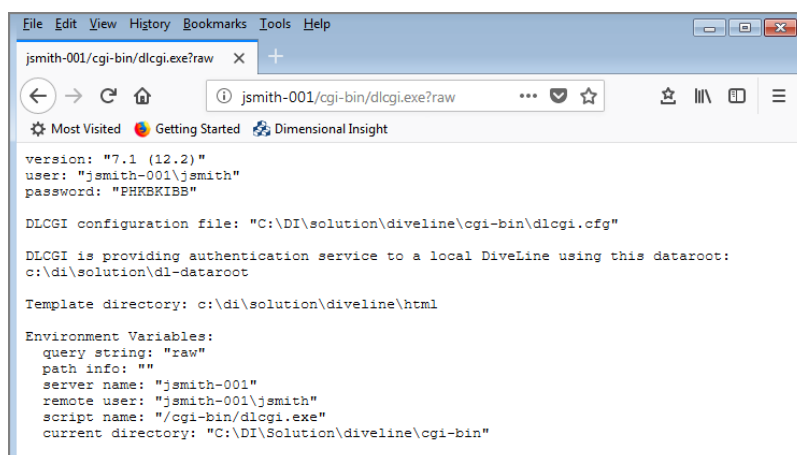 File Edit View History Bookmarks Tools Help
jsmith-001/cgi-bin/dlcgi.exe?raw
jsmith-001/cgi-bin/dlcgi.exe?raw
Most Visited Getting Started Dimensional Insight
version: "7.1 (12.2)"
user: "jsmith-001\jsmith"
password: "PHKBKIBB"
DLCGI configuration file: "C:\DI\solution\diveline\cgi-bin\dlcgi.cfg"
DLCGI is providing authentication service to a local DiveLine using this dataroot:
c:\di\solution\dl-dataroot
Template directory: c:\di\solution\diveline\html
Environment Variables:
query string: "raw"
path info: ""
server name: "jsmith-001"
remote user: "jsmith-001\jsmith"
script name: "/cgi-bin/dlcgi.exe"
current directory: "C:\DI\Solution\diveline\cgi-bin"